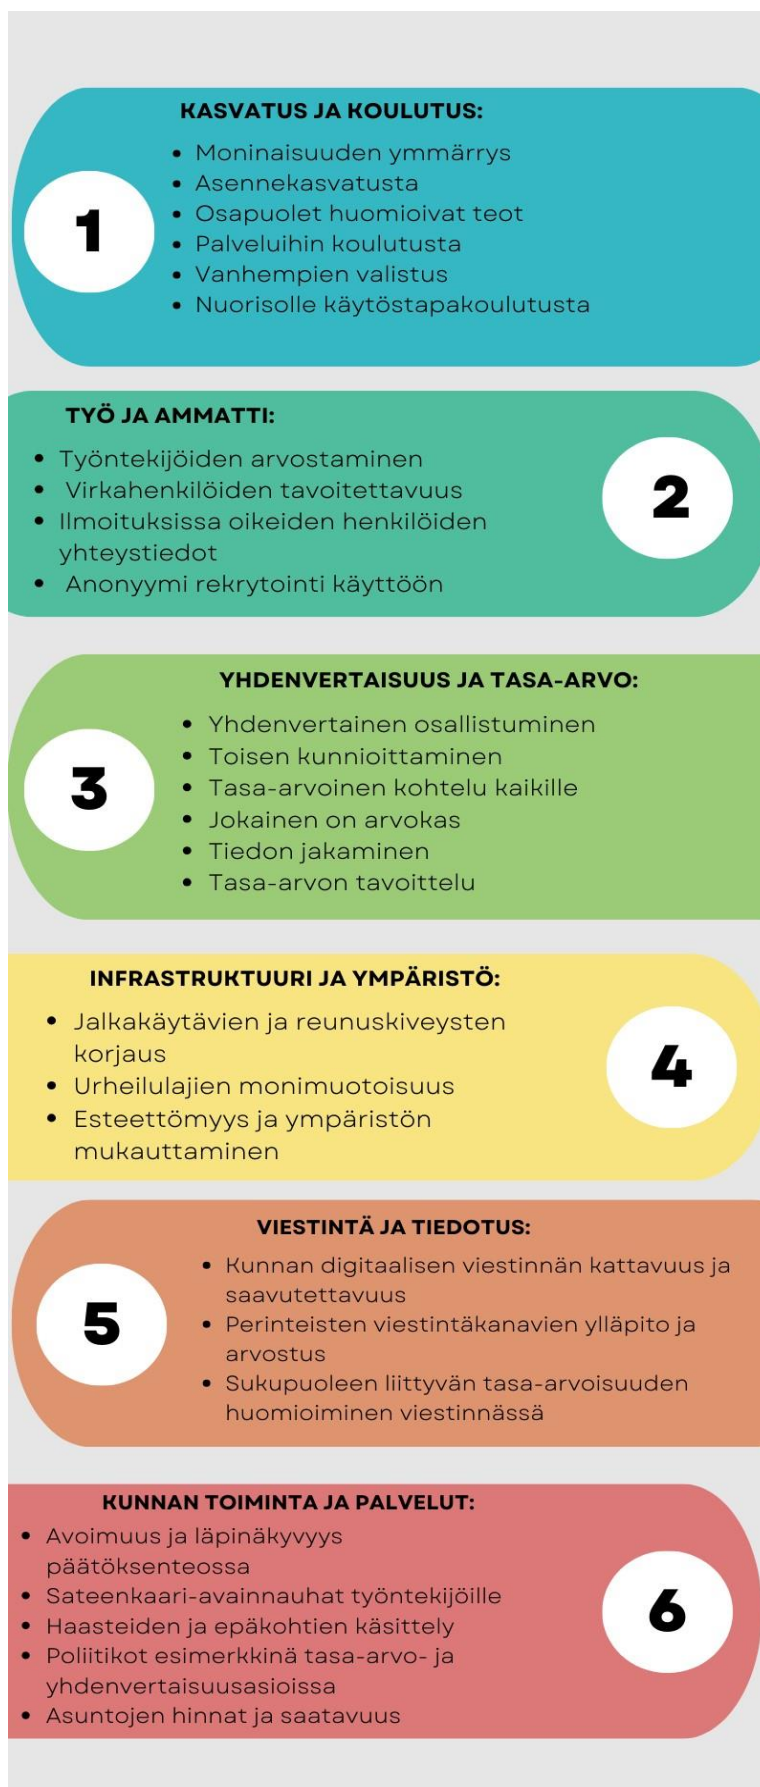 KASVATUS JA KOULUTUS:
1
• Moninaisuuden ymmärrys
• Asennekasvatusta
• Osapuolet huomioivat teot
• Palveluihin koulutusta
• Vanhempien valistus
• Nuorisolle käytöstapakoulutusta
TYÖ JA AMMATTI:
• Työntekijöiden arvostaminen
• Virkahenkilöiden tavoitettavuus
• Ilmoituksissa oikeiden henkilöiden
yhteystiedot
• Anonyymi rekrytointi käyttöön
2
YHDENVERTAISUUS JA TASA-ARVO:
3
• Yhdenvertainen osallistuminen
• Toisen kunnioittaminen
• Tasa-arvoinen kohtelu kaikille
• Jokainen on arvokas
• Tiedon jakaminen
• Tasa-arvon tavoittelu
INFRASTRUKTUURI JA YMPÄRISTÖ:
• Jalkakäytävien ja reunuskiveysten
korjaus
• Urheilulajien monimuotoisuus
• Esteettömyys ja ympäristön
mukauttaminen
4
VIESTINTÄ JA TIEDOTUS:
5
• Kunnan digitaalisen viestinnän kattavuus ja
saavutettavuus
• Perinteisten viestintäkanavien ylläpito ja
arvostus
• Sukupuoleen liittyvän tasa-arvoisuuden
huomioiminen viestinnässä
KUNNAN TOIMINTA JA PALVELUT:
• Avoimuus ja läpinäkyvyys
päätöksenteossa
• Sateenkaari-avainnauhat työntekijöille
• Haasteiden ja epäkohtien käsittely
• Poliitikot esimerkkinä tasa-arvo- ja
yhdenvertaisuusasioissa
• Asuntojen hinnat ja saatavuus
6